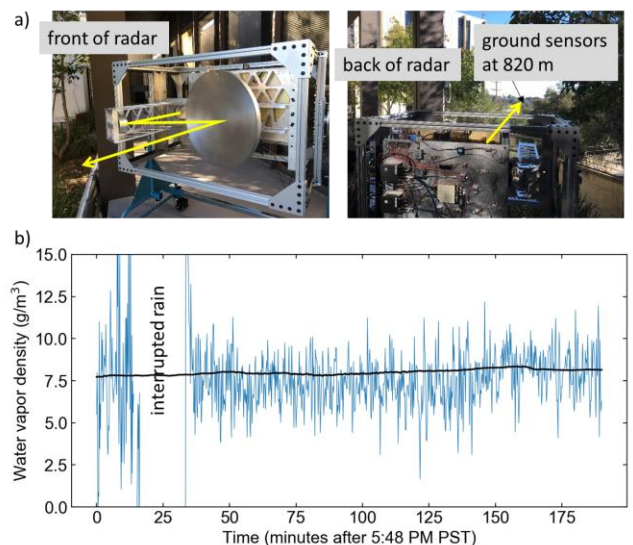 a)
front of radar
back of radar
ground sensors
at 820 m
b)
Water vapor density (g/m³)
15.0
12.5
10.0
7.5
5.0
2.5
0.0
interrupted rain
0 25 50 75 100 125 150 175
Time (minutes after 5:48 PM PST)